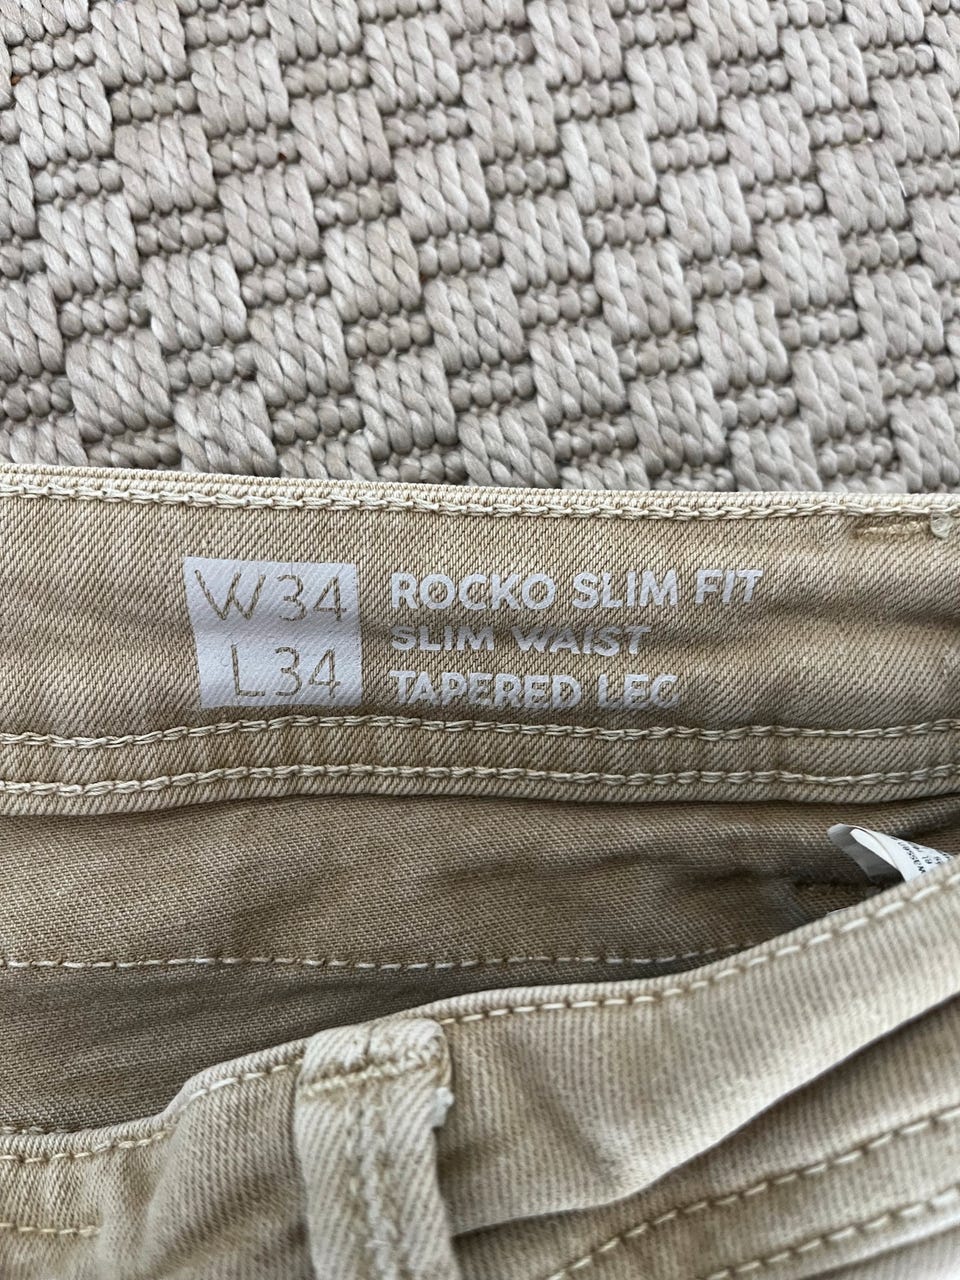 W34
L34
ROCKO SLIM FIT
SLIM WAIST
TAPERED LEG